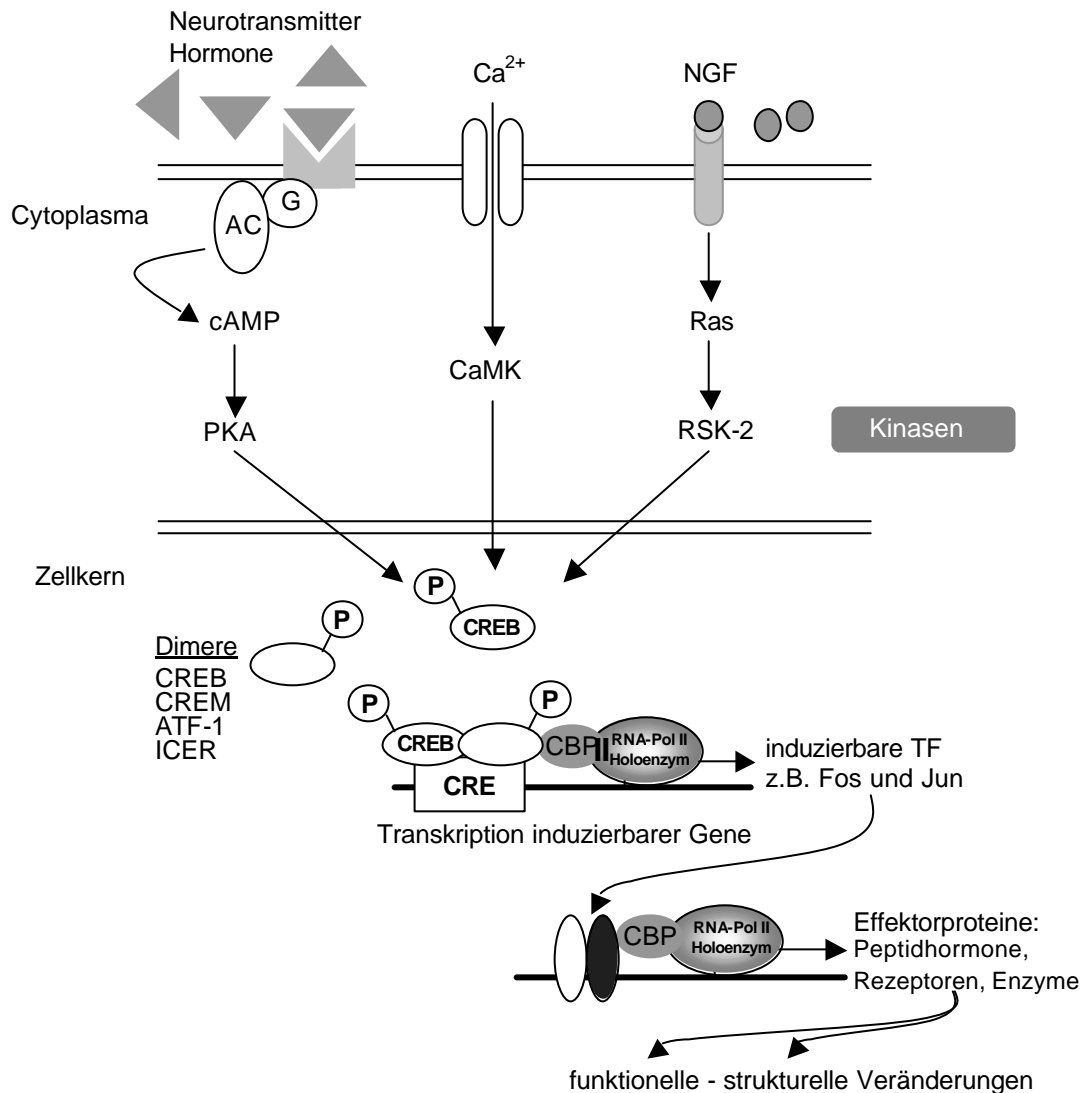 Neurotransmitter
Hormone
Ca2+
NGF
Cytoplasma
AC
G
cAMP
Ras
CaMK
PKA
RSK-2
Kinasen
Zellkern
P
CREB
P
Dimere
CREB
CREM
ATF-1
ICER
P
P
CREB
CBP
II
RNA-Pol II
Holoenzym
induzierbare TF
z.B. Fos und Jun
CRE
Transkription induzierbarer Gene
CBP
RNA-Pol II
Holoenzym
Effektorproteine:
Peptidhormone,
Rezeptoren, Enzyme
funktionelle - strukturelle Veränderungen